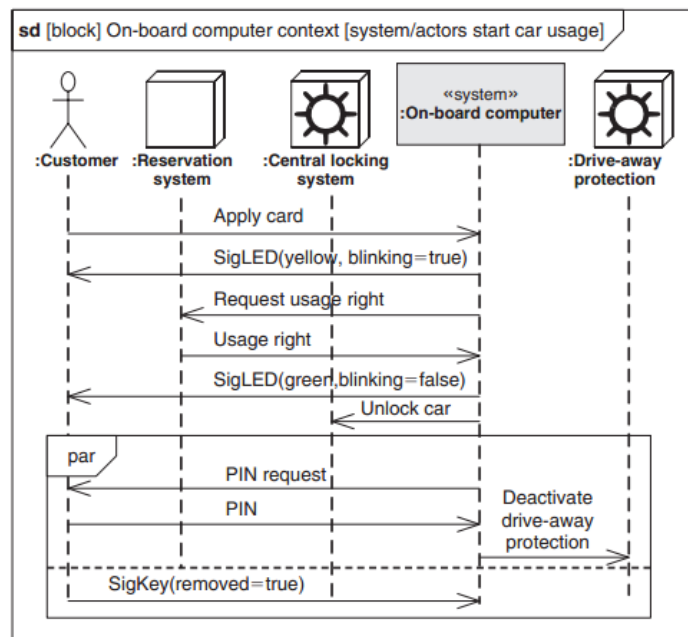 sd [block] On-board computer context [system/actors start car usage]
«system»
:On-board computer
:Customer
:Reservation
system
:Central locking
system
:Drive-away
protection
Apply card
SigLED(yellow, blinking=true)
Request usage right
Usage right
SigLED(green,blinking=false)
Unlock car
par
PIN request
PIN
Deactivate
drive-away
protection
SigKey(removed=true)